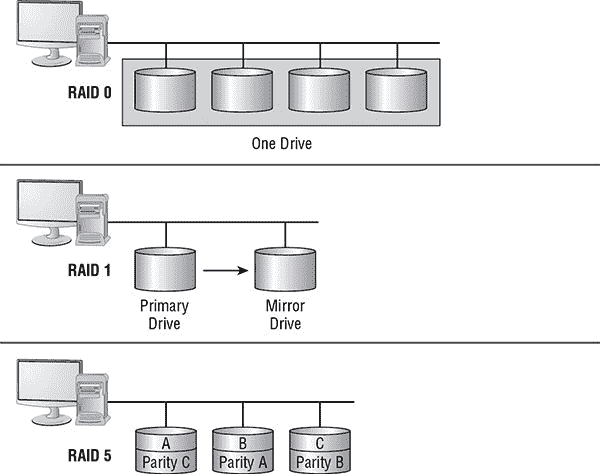 RAID 0
One Drive
RAID 1
Primary
Drive
Mirror
Drive
RAID 5
A
Parity C
B
Parity A
C
Parity B